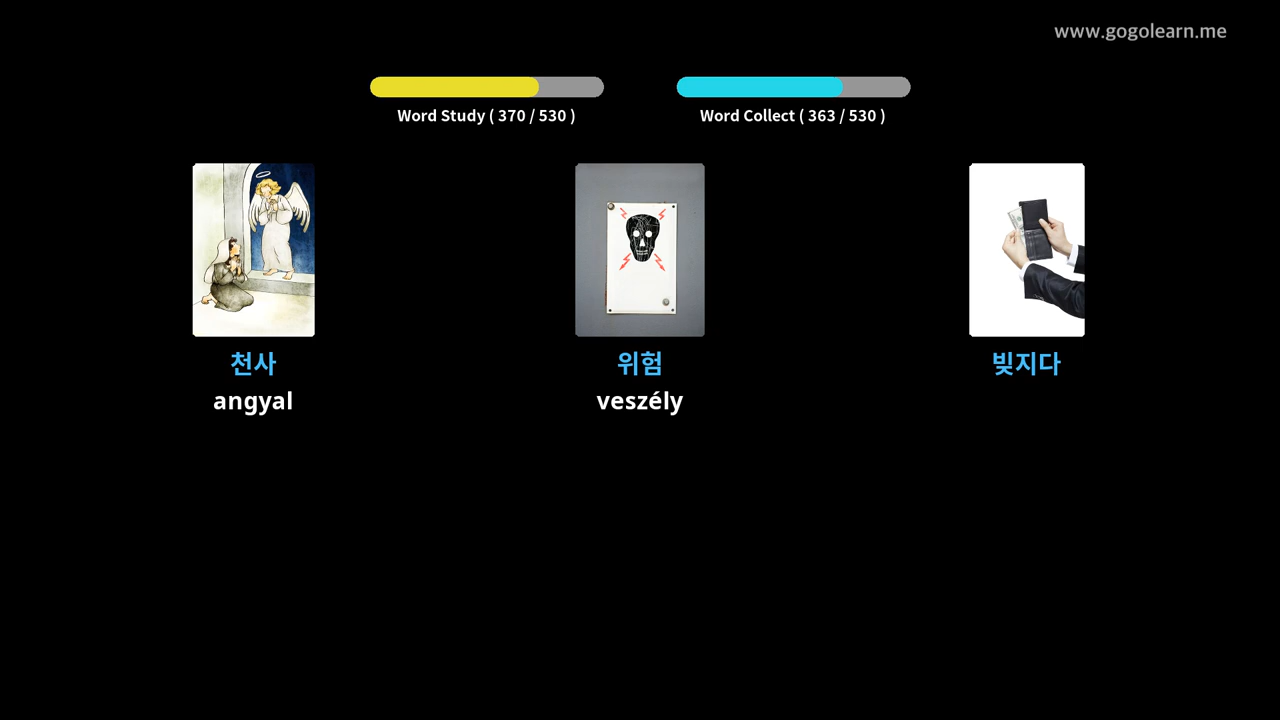 www.gogolearn.me
Word Study ( 370 / 530 )
Word Collect ( 363 / 530 )
천사
위험
빚지다
angyal
veszély